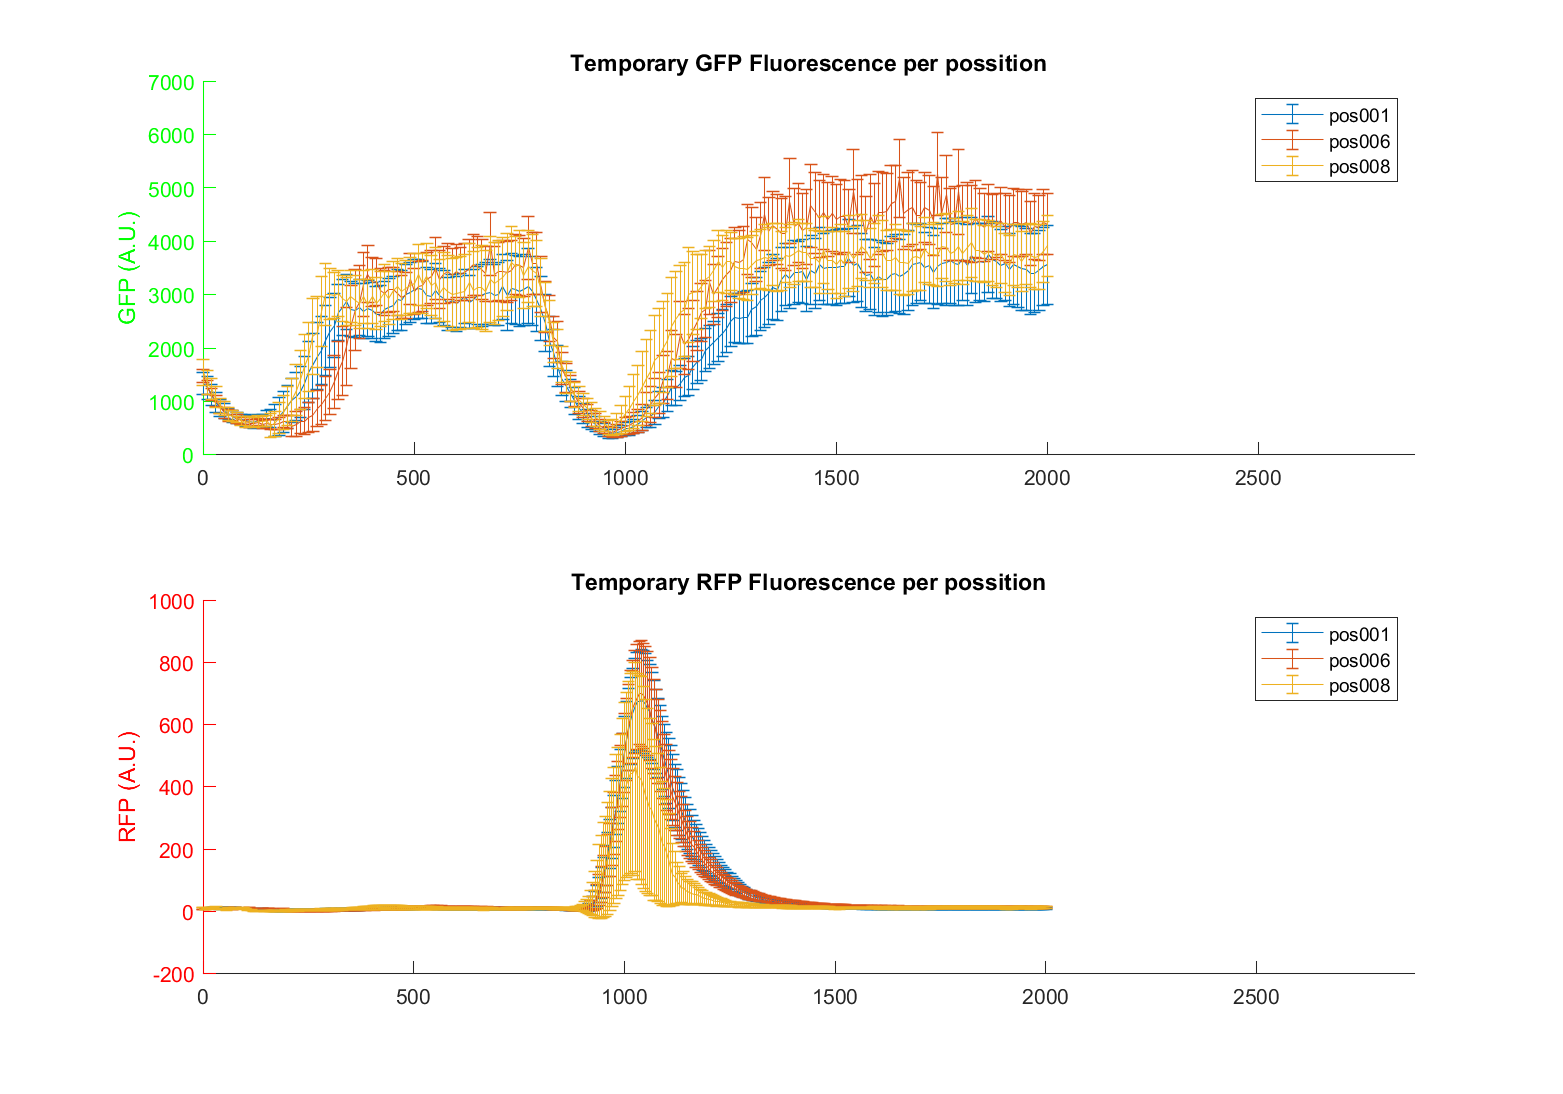 Temporary GFP Fluorescence per possition
7000
6000
5000
4000
3000
2000
1000
0
GFP (A.U.)
0 500 1000 1500 2000 2500
pos001
pos006
pos008
Temporary RFP Fluorescence per possition
1000
800
600
400
200
0
-200
RFP (A.U.)
0 500 1000 1500 2000 2500
pos001
pos006
pos008